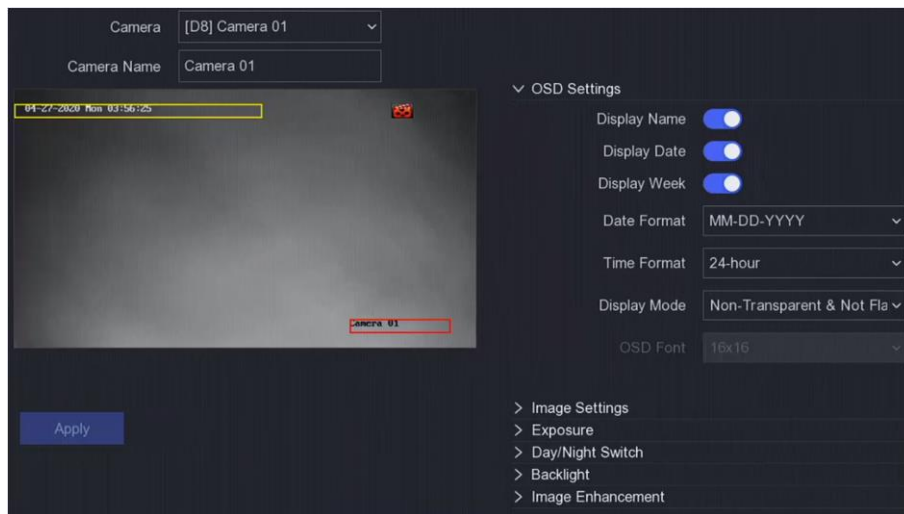 Camera [D8] Camera 01
Camera Name Camera 01
04-27-2020 Mon 03:56:25
Camera 01
Apply
OSD Settings
Display Name
Display Date
Display Week
Date Format MM-DD-YYYY
Time Format 24-hour
Display Mode Non-Transparent & Not Fla
OSD Font 16x16
Image Settings
Exposure
Day/Night Switch
Backlight
Image Enhancement